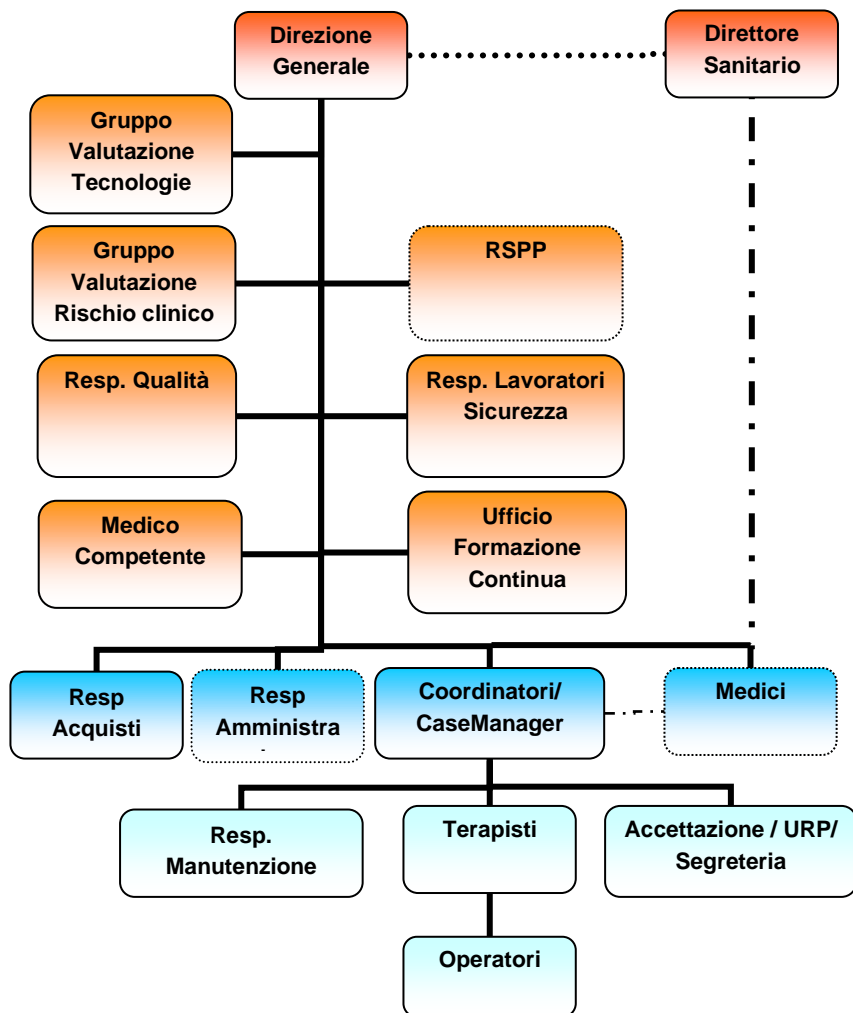 Direzione
Generale
Direttore
Sanitario
Gruppo
Valutazione
Tecnologie
Gruppo
Valutazione
Rischio clinico
RSPP
Resp. Qualità
Resp. Lavoratori
Sicurezza
Medico
Competente
Ufficio
Formazione
Continua
Resp
Acquisti
Resp
Amministra
Coordinatori/
CaseManager
Medici
Resp.
Manutenzione
Terapisti
Accettazione / URP/
Segreteria
Operatori